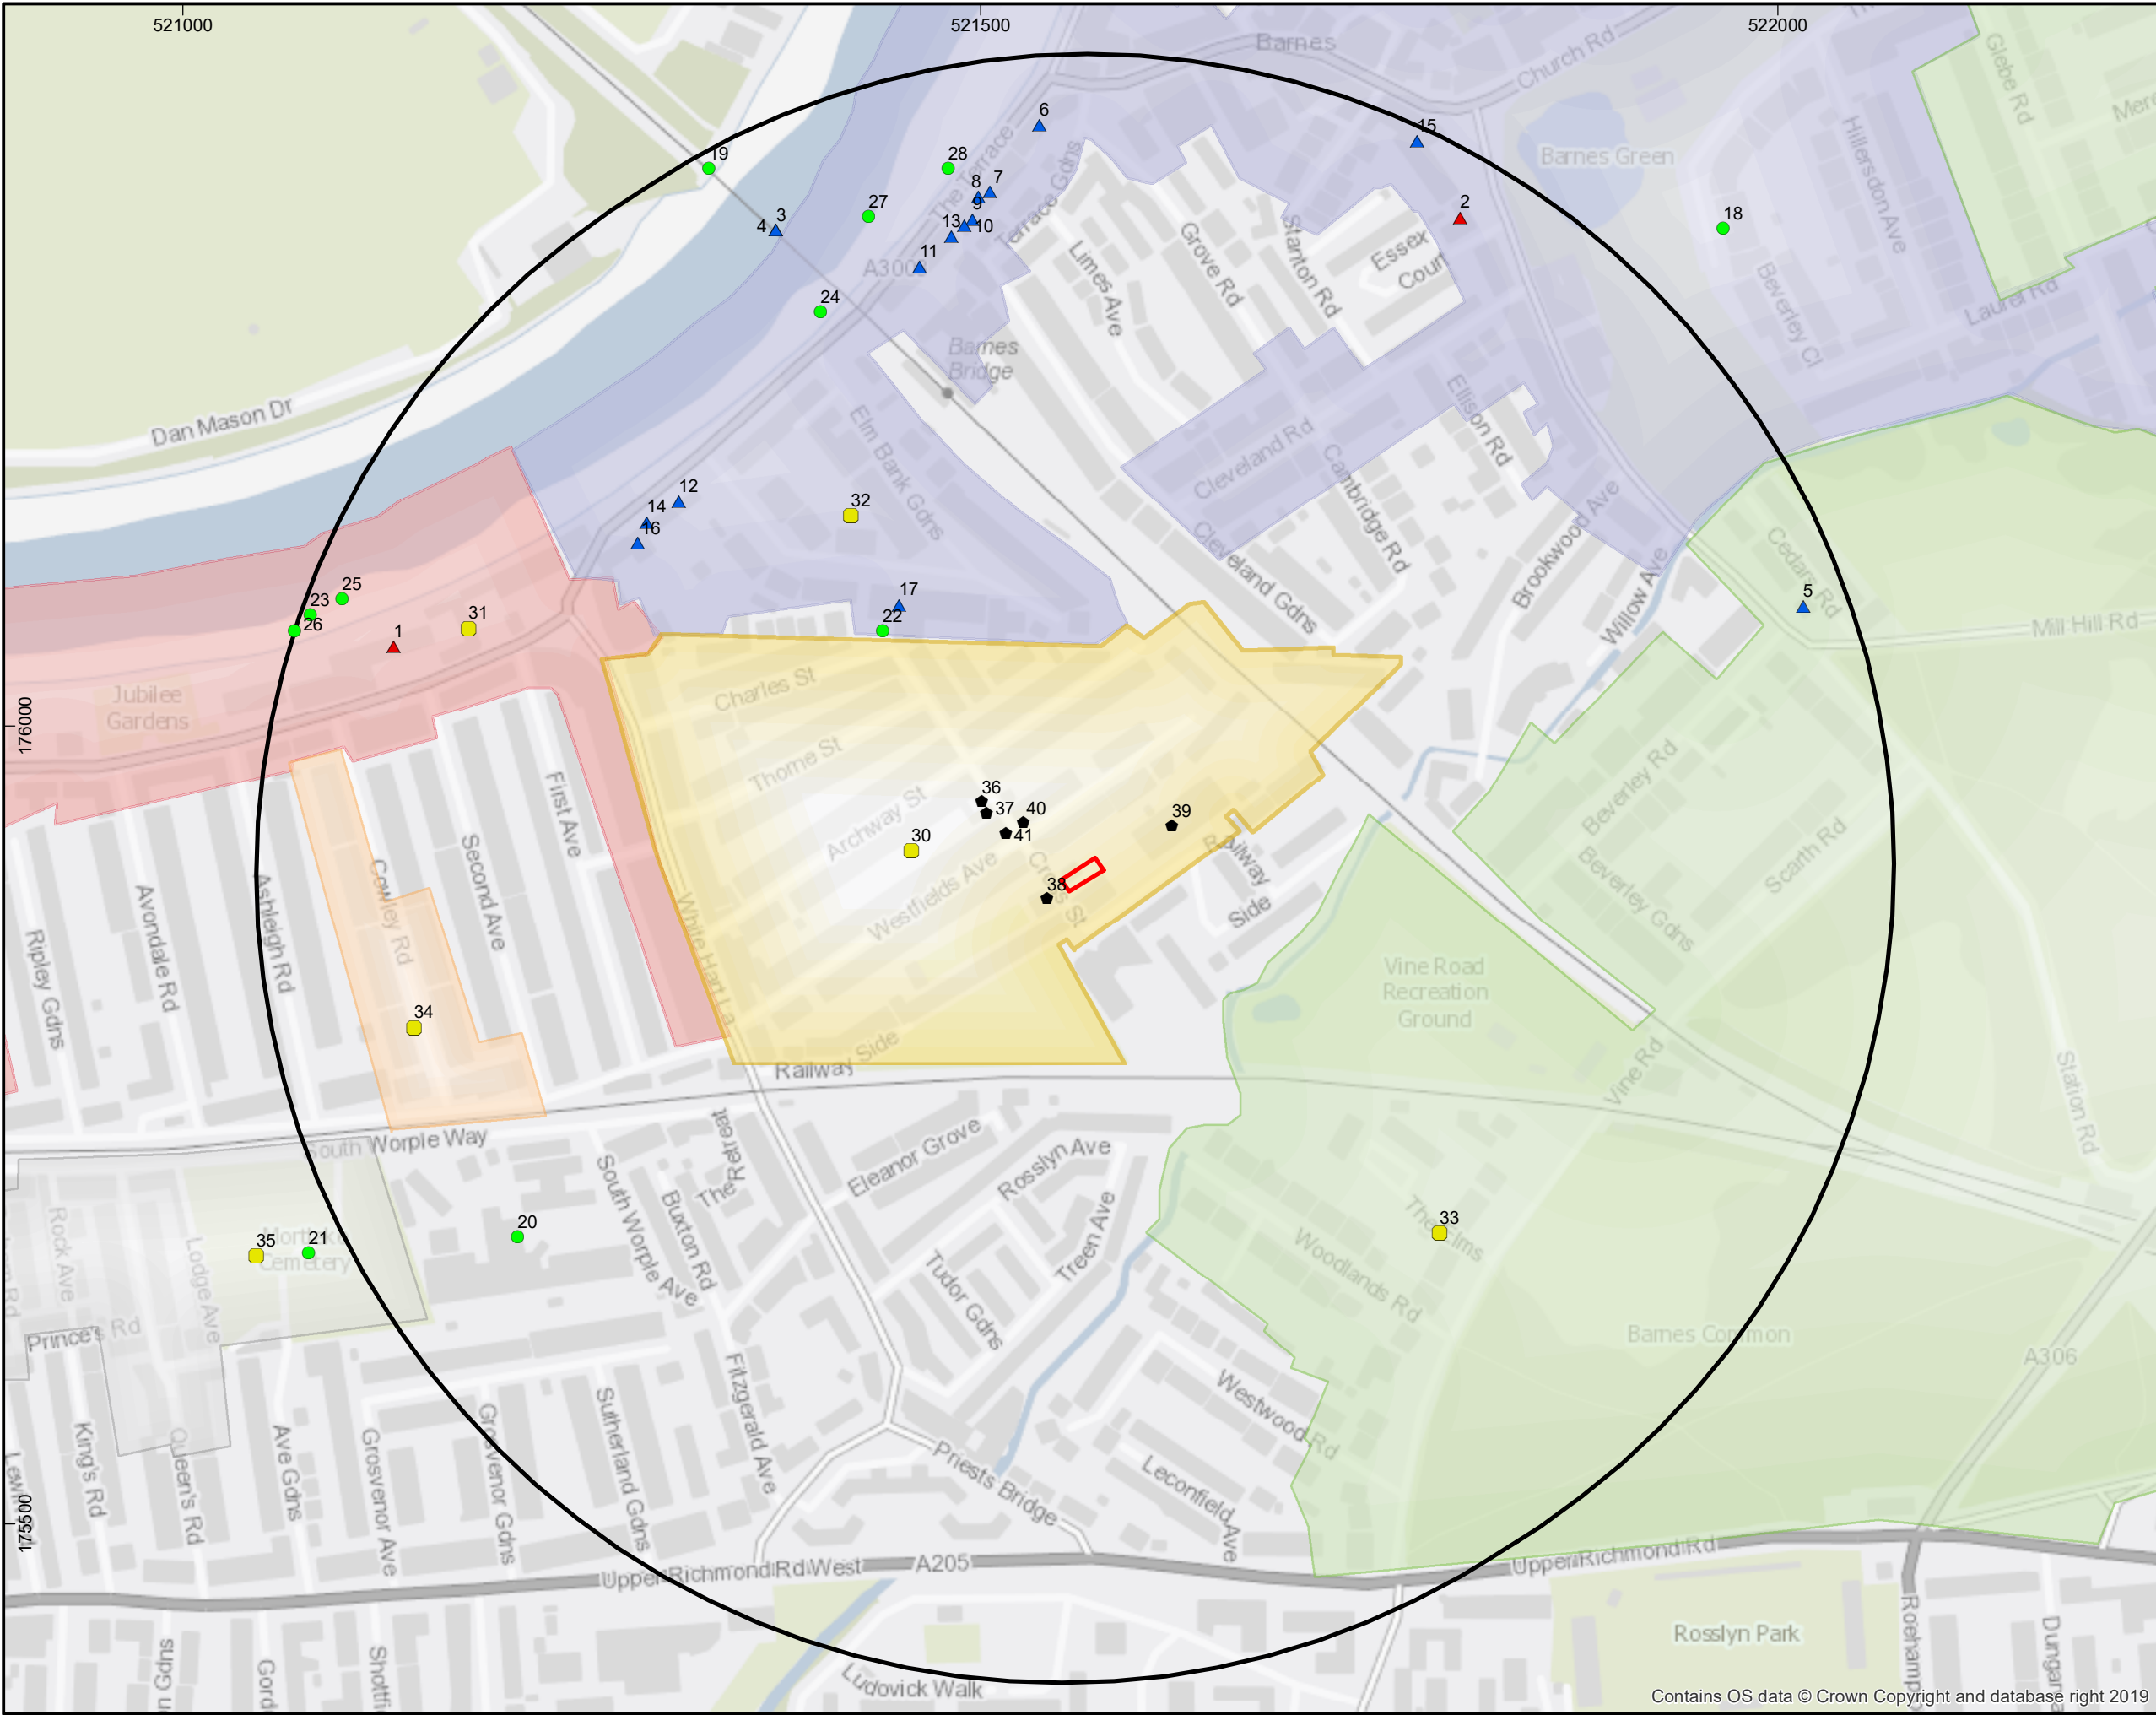 521000
521500
522000
Barnes
Church Rd
Glebe Rd
6
15
Barnes Green
Hillersdon Ave
19
28
The Terrace
Terrace Gdns
8
7
9
27
3
4
13
10
2
18
11
Limes Ave
Grove Rd
Stanton Rd
Essex
Court
Beverley Cl
Laurel Rd
24
Barnes
Bridge
Dan Mason Dr
Elm Bank Gdns
Ellison Rd
Cleveland Rd
Cambridge Rd
12
14
16
32
Cleveland Gdns
Brookwood Ave
Willow Ave
Cedars Rd
25
23
26
31
1
17
22
5
Mill Hill Rd
176000
Jubilee
Gardens
Charles St
Thorne St
Beverley Rd
First Ave
36
37
40
41
39
Archway St
30
Railway
Side
Scarth Rd
Beverley Gdns
Second Ave
Cowley Rd
Ashleigh Rd
Avondale Rd
Ripley Gdns
White Hart La
Westfields Ave
Cross St
38
Vine Road
Recreation
Ground
34
Railway Side
Vine Rd
Station Rd
South Worple Way
The Retreat
Eleanor Grove
Rosslyn Ave
Treen Ave
South Worple Ave
Buxton Rd
Rock Ave
Lodge Ave
Mortlake
Cemetery
35
21
20
33
The Elms
Woodlands Rd
Tudor Gdns
Prince's Rd
Barnes Common
A306
Fitzgerald Ave
Westwood Rd
King's Rd
Queen's Rd
Ave Gdns
Grosvenor Ave
Grosvenor Gdns
Sutherland Gdns
Priests Bridge
Leconfield Ave
175500
Upper Richmond Rd West
A205
Upper Richmond Rd
Rosslyn Park
Ludovick Walk
Contains OS data © Crown Copyright and database right 2019